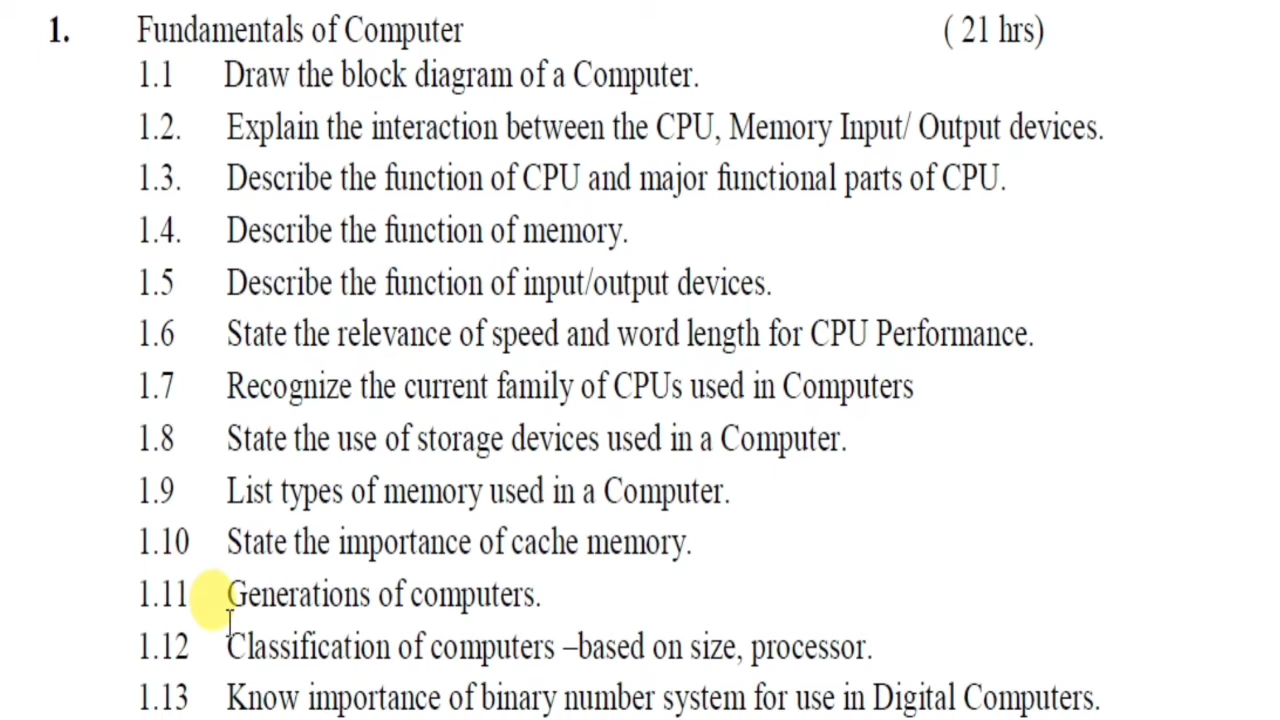 1. Fundamentals of Computer ( 21 hrs)
1.1 Draw the block diagram of a Computer.
1.2. Explain the interaction between the CPU, Memory Input/ Output devices.
1.3. Describe the function of CPU and major functional parts of CPU.
1.4. Describe the function of memory.
1.5 Describe the function of input/output devices.
1.6 State the relevance of speed and word length for CPU Performance.
1.7 Recognize the current family of CPUs used in Computers
1.8 State the use of storage devices used in a Computer.
1.9 List types of memory used in a Computer.
1.10 State the importance of cache memory.
1.11 Generations of computers.
1.12 Classification of computers –based on size, processor.
1.13 Know importance of binary number system for use in Digital Computers.